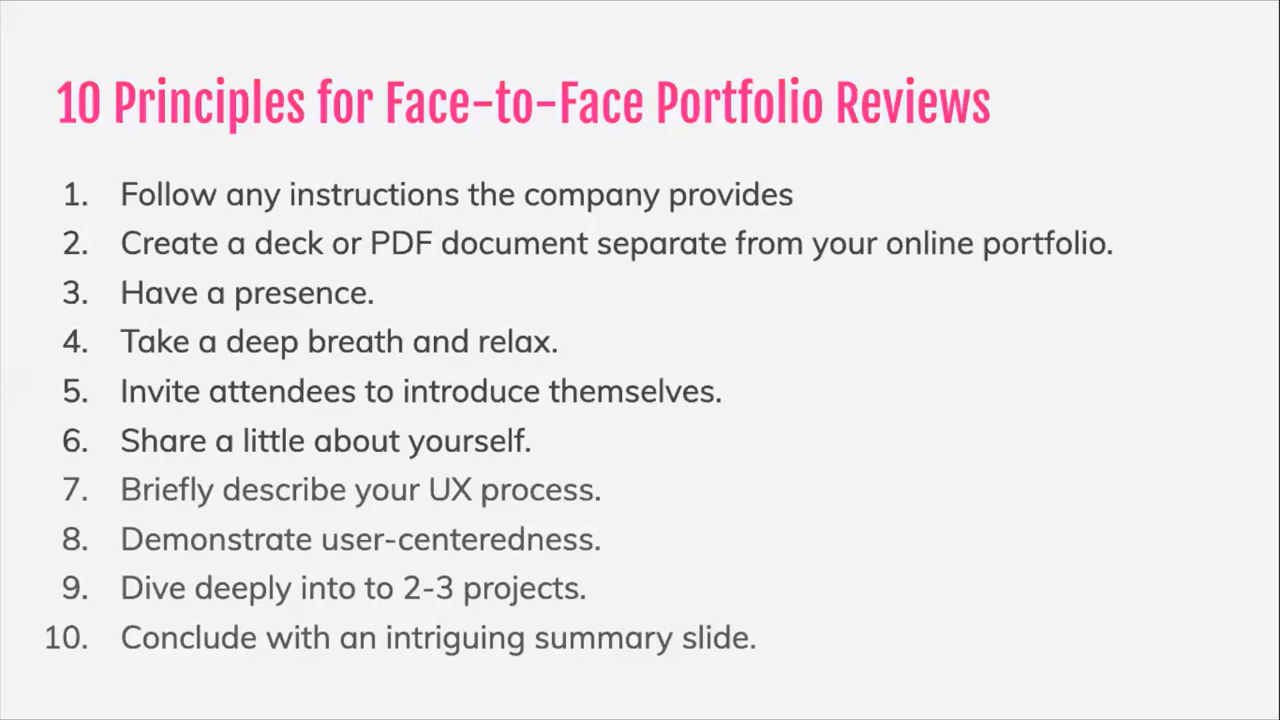 10 Principles for Face-to-Face Portfolio Reviews
1. Follow any instructions the company provides
2. Create a deck or PDF document separate from your online portfolio.
3. Have a presence.
4. Take a deep breath and relax.
5. Invite attendees to introduce themselves.
6. Share a little about yourself.
7. Briefly describe your UX process.
8. Demonstrate user-centeredness.
9. Dive deeply into to 2-3 projects.
10. Conclude with an intriguing summary slide.